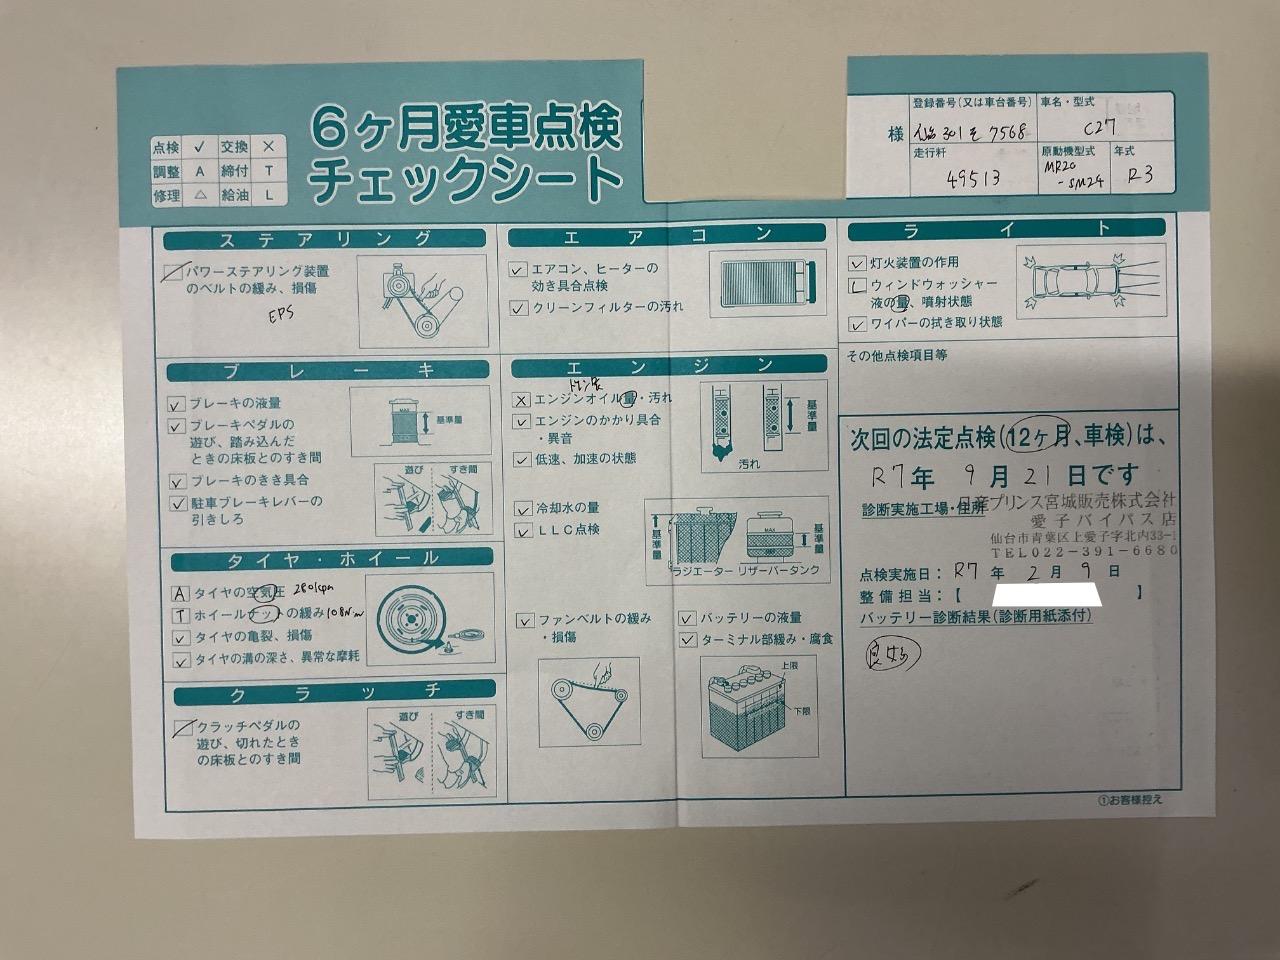 6ヶ月愛車点検
チェックシート
点検 ✓ 交換 ×
調整 A 締付 T
修理 △ 給油 L
様
登録番号(又は車台番号)
301 7568
車名・型式
C27
走行粁
49513
原動機型式
MR20
-SM24
年式
R3
ステアリング
パワーステアリング装置
のベルトの緩み、損傷
EPS
ブレーキ
✓ ブレーキの液量
✓ ブレーキペダルの
遊び、踏み込んだ
ときの床板とのすき間
✓ ブレーキのきき具合
✓ 駐車ブレーキレバーの
引きしろ
MAX
基準量
遊び すき間
タイヤ・ホイール
A タイヤの空気圧 280kpa
T ホイールナットの緩み 108N・m
✓ タイヤの亀裂、損傷
✓ タイヤの溝の深さ、異常な摩耗
クラッチ
クラッチペダルの
遊び、切れたとき
の床板とのすき間
遊び すき間
エアコン
✓ エアコン、ヒーターの
効き具合点検
✓ クリーンフィルターの汚れ
エンジン
X エンジンオイル量・汚れ
✓ エンジンのかかり具合
・異音
✓ 低速、加速の状態
基準量
汚れ
✓ 冷却水の量
✓ LLC点検
基準量
MAX
基準量
ラジエーター リザーバータンク
✓ ファンベルトの緩み
・損傷
✓ バッテリーの液量
✓ ターミナル部緩み・腐食
上限
下限
ライト
✓ 灯火装置の作用
L ウィンドウォッシャー
液の量、噴射状態
✓ ワイパーの拭き取り状態
その他点検項目等
次回の法定点検(12ヶ月、車検)は、
R7年 9月 21日です
診断実施工場・住所
日産プリンス宮城販売株式会社
愛子バイパス店
仙台市青葉区上愛子字北内33-1
TEL022-391-6680
点検実施日: R7年 2月 9日
整備担当:【 】
バッテリー診断結果(診断用紙添付)
良好
①お客様控え